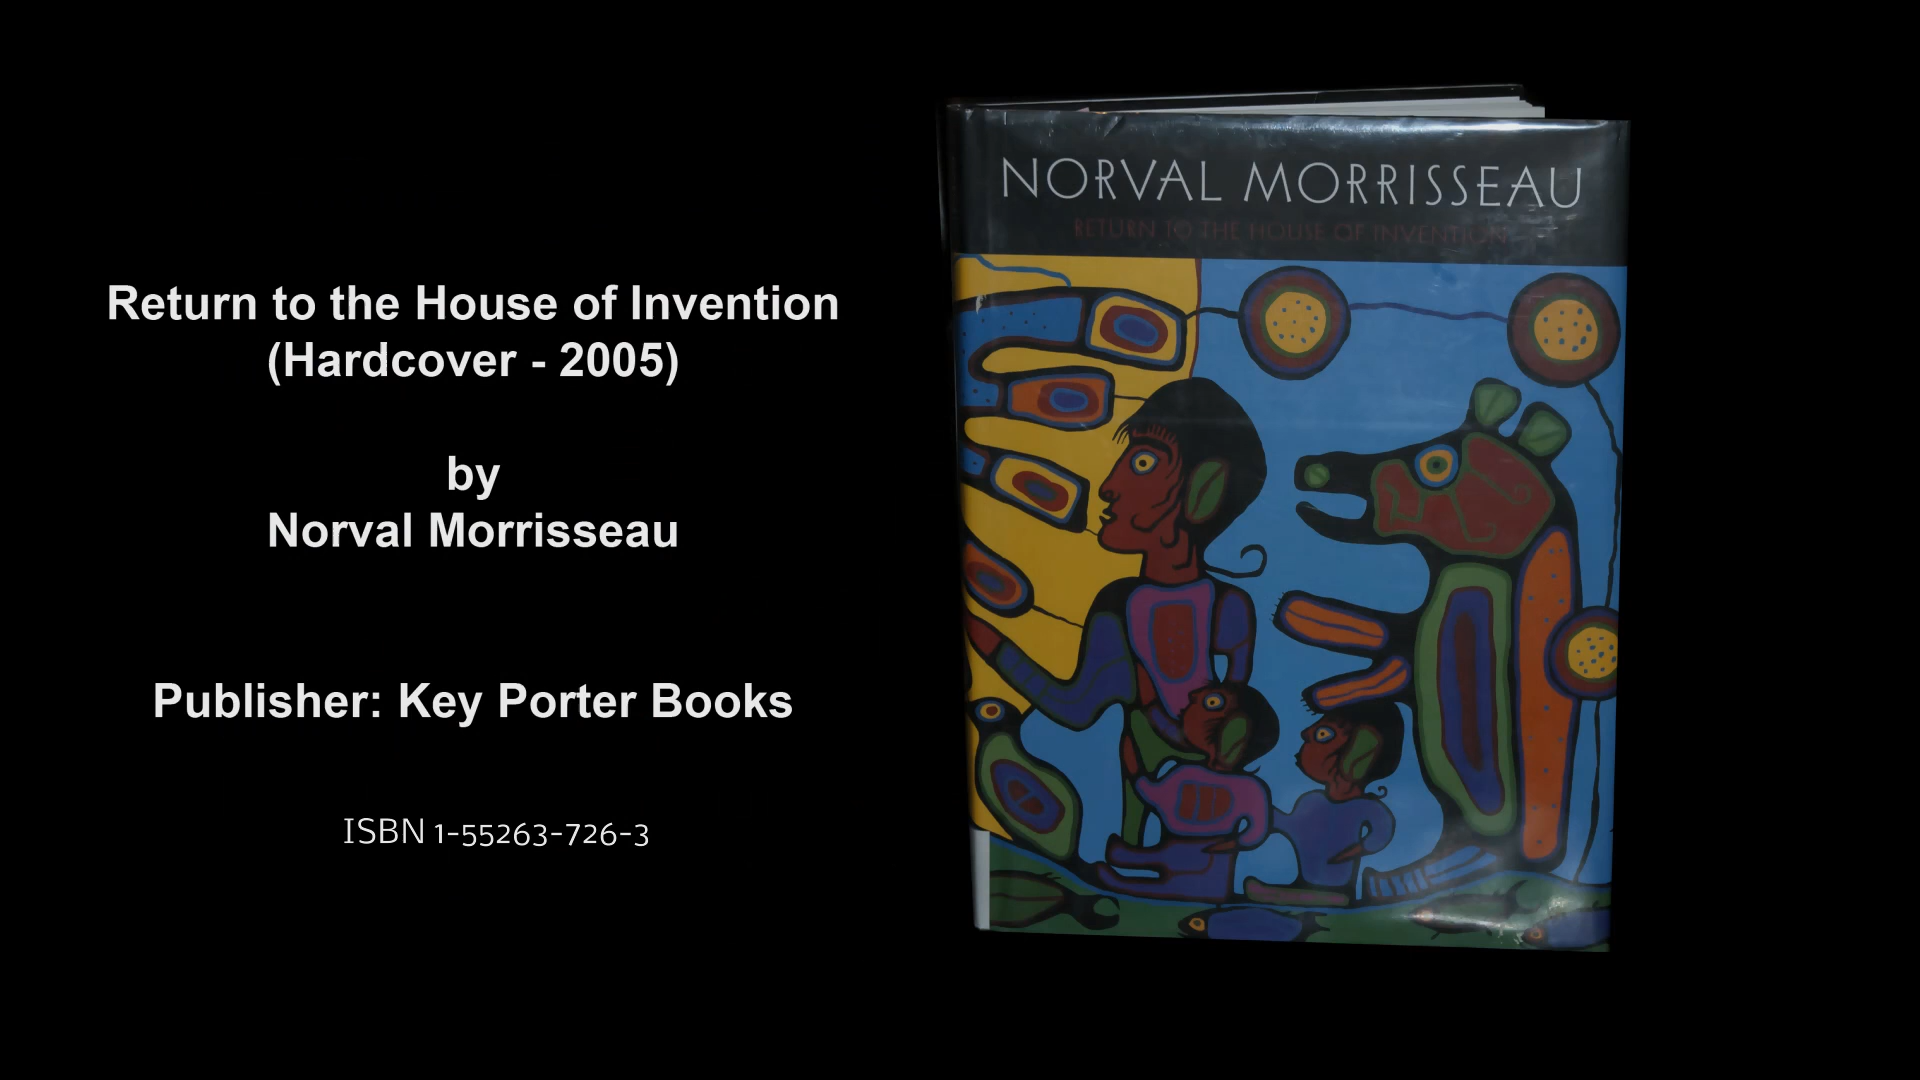 Return to the House of Invention
(Hardcover - 2005)
by
Norval Morrisseau
Publisher: Key Porter Books
ISBN 1-55263-726-3
NORVAL MORRISSEAU
RETURN TO THE HOUSE OF INVENTION